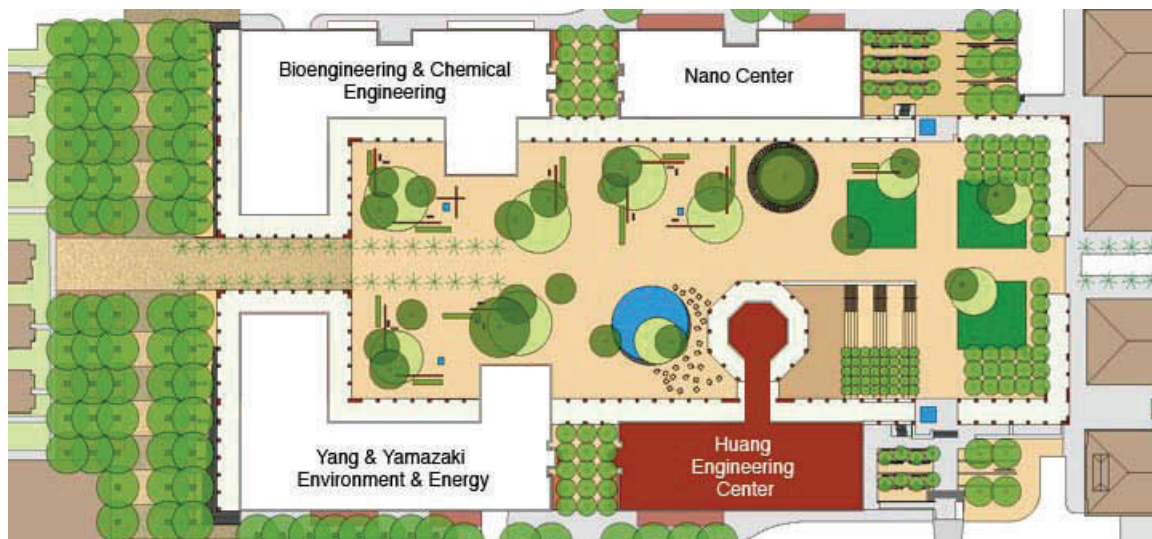 Bioengineering & Chemical
Engineering
Nano Center
Yang & Yamazaki
Environment & Energy
Huang
Engineering
Center